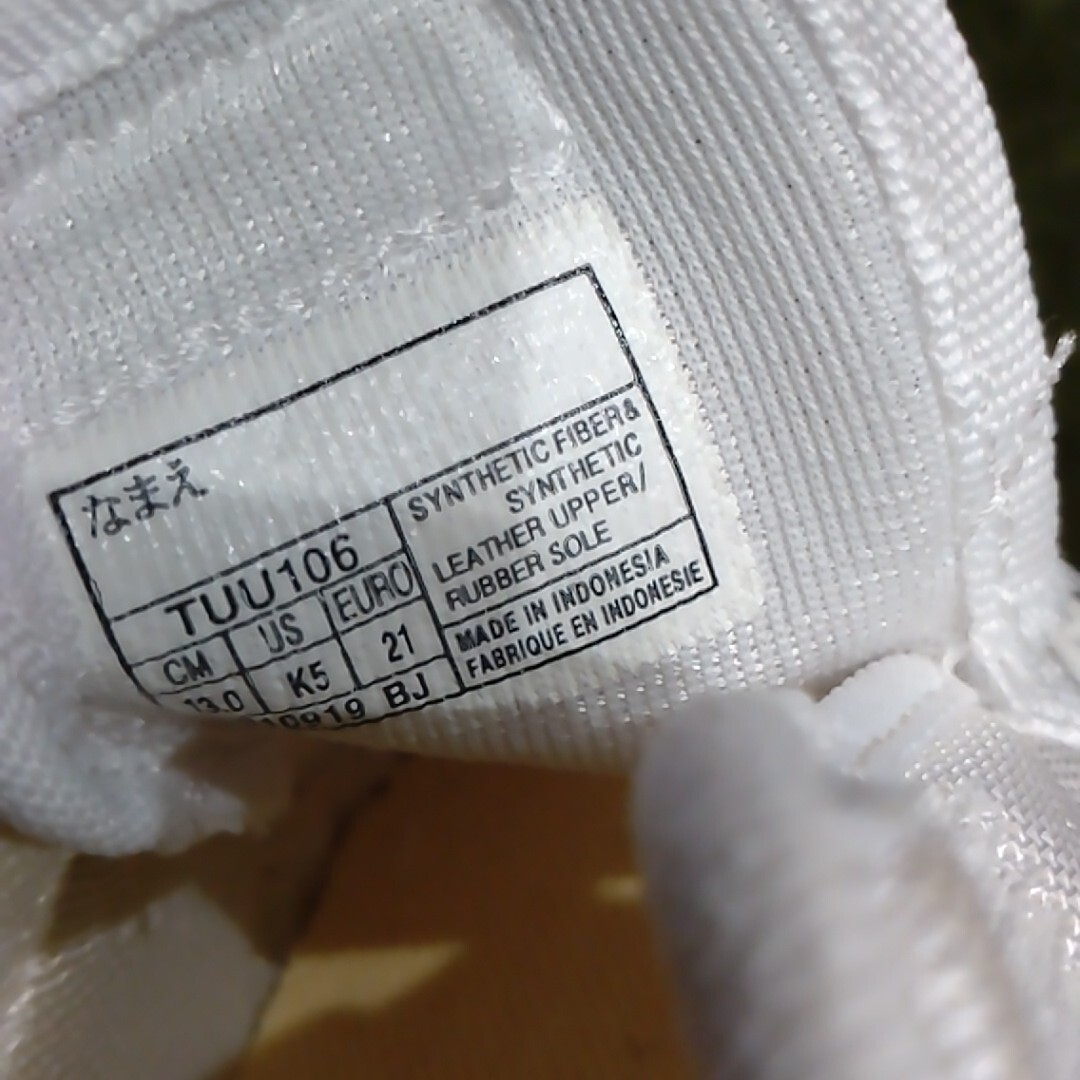 なまえ
TUU106
CM US EURO
13.0 K5 21
BJ
SYNTHETIC FIBER&
SYNTHETIC
LEATHER UPPER/
RUBBER SOLE
MADE IN INDONESIA
FABRIQUE EN INDONESIE